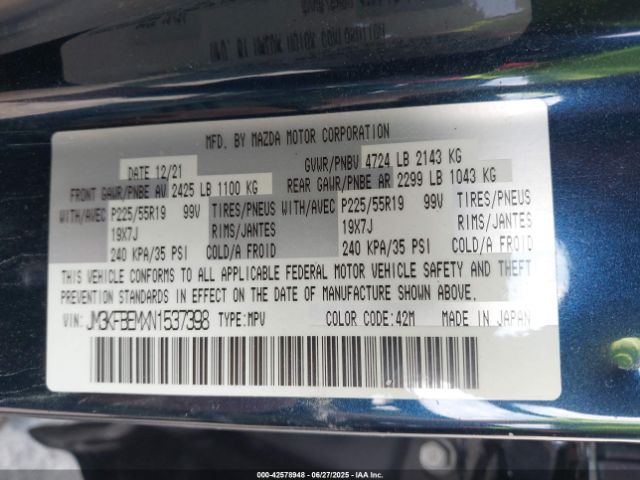 MFD. BY MAZDA MOTOR CORPORATION
DATE 12/21 GVWR/PNBV 4724 LB 2143 KG
FRONT GAWR/PNBE AV 2425 LB 1100 KG REAR GAWR/PNBE AR 2299 LB 1043 KG
WITH/AVEC P225/55R19 99V TIRES/PNEUS WITH/AVEC P225/55R19 99V TIRES/PNEUS
19X7J RIMS/JANTES 19X7J RIMS/JANTES
240 KPA/35 PSI COLD/A FROID 240 KPA/35 PSI COLD/A FROID
THIS VEHICLE CONFORMS TO ALL APPLICABLE FEDERAL MOTOR VEHICLE SAFETY AND THEFT
PREVENTION STANDARDS IN EFFECT ON THE DATE OF MANUFACTURE SHOWN ABOVE.
VIN: JM3KFBEMXN1537398 TYPE: MPV COLOR CODE: 42M MADE IN JAPAN
000-42578948 - 06/27/2025 - IAAI.COM